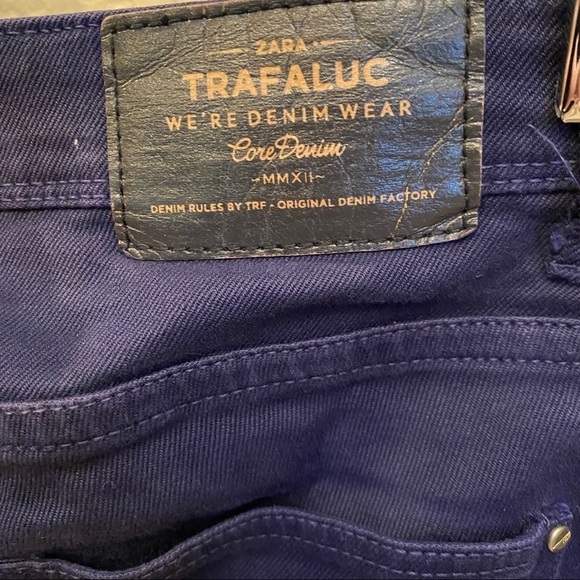 ZARA
TRAFALUC
WE'RE DENIM WEAR
Core Denim
~MMXII~
DENIM RULES BY TRF - ORIGINAL DENIM FACTORY